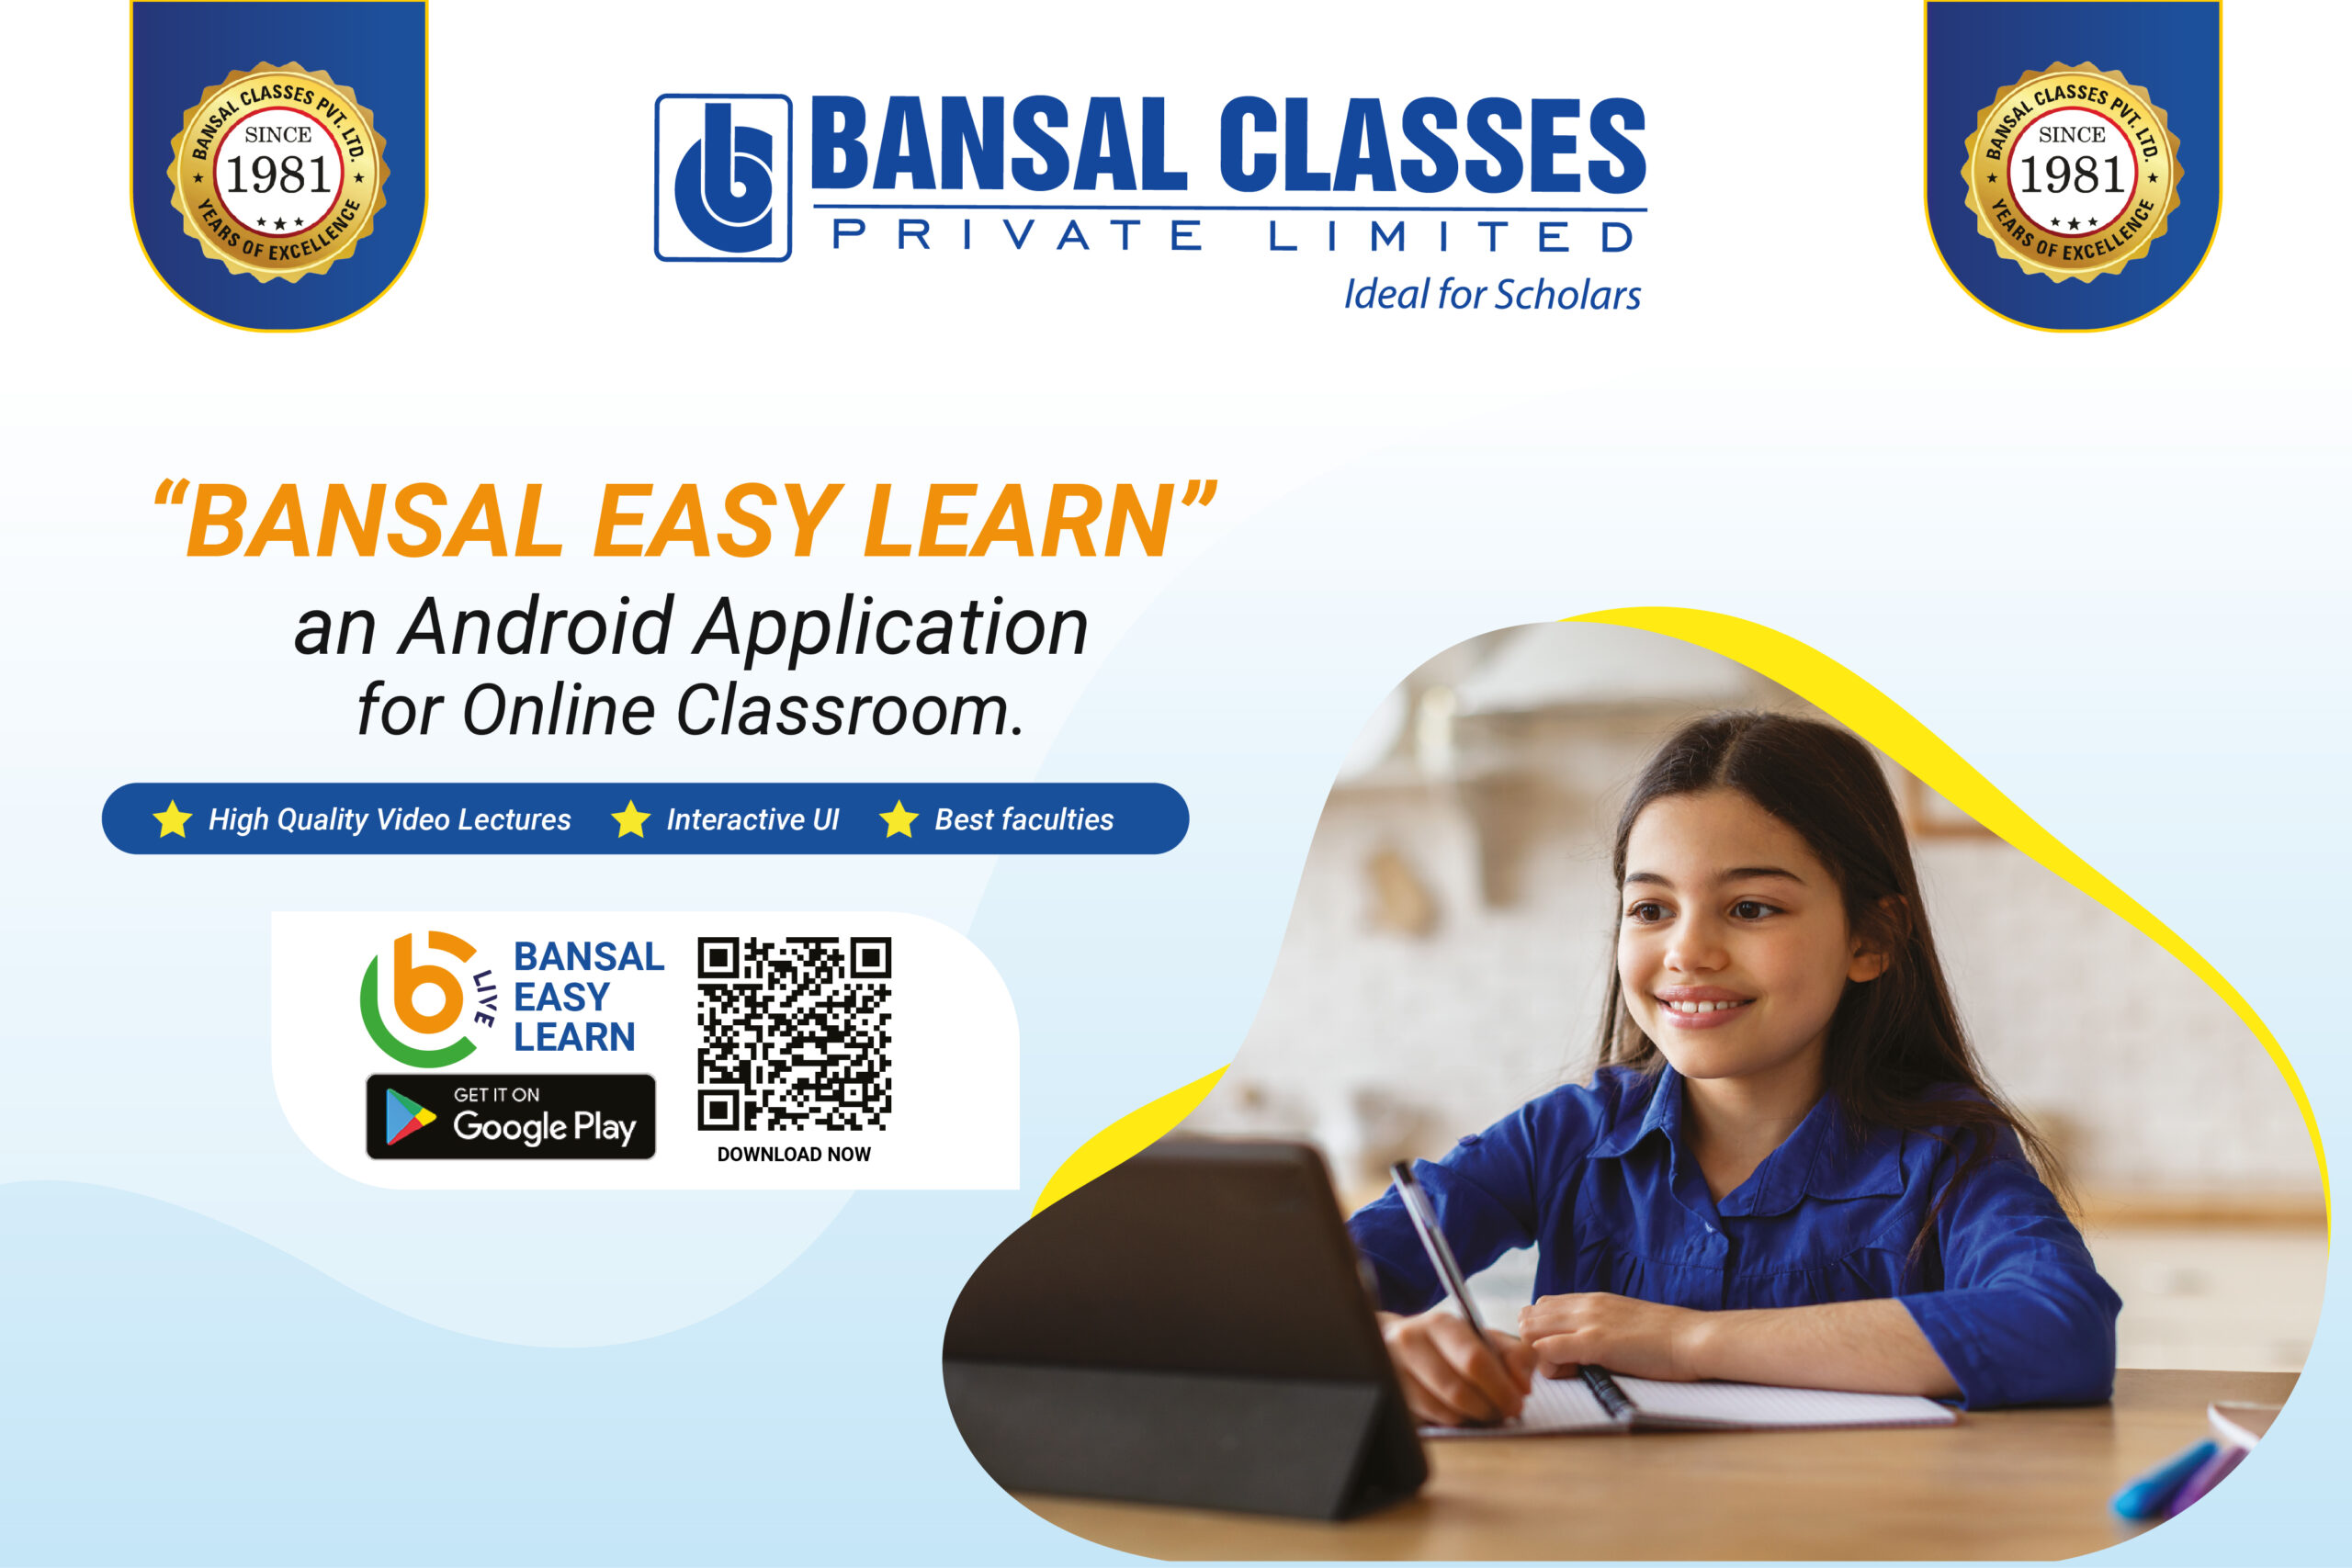 BANSAL CLASSES PVT. LTD.
SINCE
1981
YEARS OF EXCELLENCE
BANSAL CLASSES
PRIVATE LIMITED
Ideal for Scholars
BANSAL CLASSES PVT. LTD.
SINCE
1981
YEARS OF EXCELLENCE
“BANSAL EASY LEARN”
an Android Application
for Online Classroom.
High Quality Video Lectures Interactive UI Best faculties
LIVE
BANSAL
EASY
LEARN
GET IT ON
Google Play
DOWNLOAD NOW